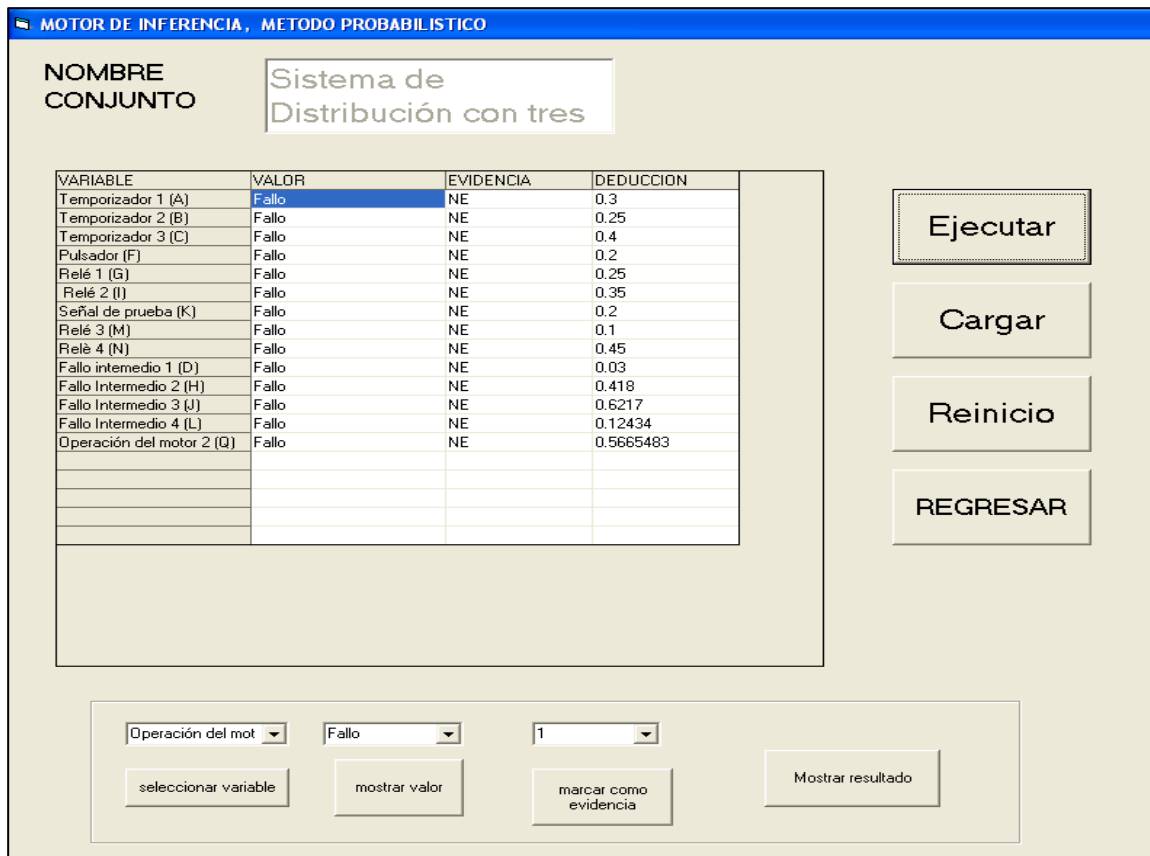 MOTOR DE INFERENCIA, METODO PROBABILISTICO
NOMBRE
CONJUNTO
Sistema de
Distribución con tres
VARIABLE VALOR EVIDENCIA DEDUCCION
Temporizador 1 (A) Fallo NE 0.3
Temporizador 2 (B) Fallo NE 0.25
Temporizador 3 (C) Fallo NE 0.4
Pulsador (F) Fallo NE 0.2
Relé 1 (G) Fallo NE 0.25
Relé 2 (I) Fallo NE 0.35
Señal de prueba (K) Fallo NE 0.2
Relé 3 (M) Fallo NE 0.1
Relè 4 (N) Fallo NE 0.45
Fallo intemedio 1 (D) Fallo NE 0.03
Fallo Intermedio 2 (H) Fallo NE 0.418
Fallo Intermedio 3 (J) Fallo NE 0.6217
Fallo Intermedio 4 (L) Fallo NE 0.12434
Operación del motor 2 (Q) Fallo NE 0.5665483
Ejecutar
Cargar
Reinicio
REGRESAR
Operación del mot Fallo 1
seleccionar variable
mostrar valor
marcar como
evidencia
Mostrar resultado